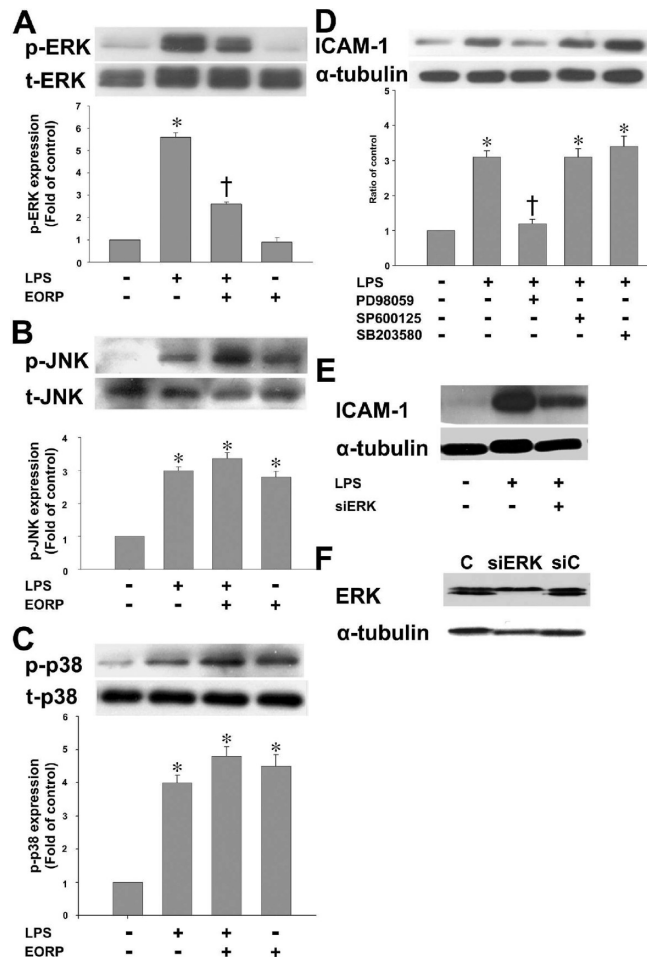 A
p-ERK
t-ERK
p-ERK expression
(Fold of control)
7
6
5
4
3
2
1
0
*
†
LPS - + + -
EORP - - + +
B
p-JNK
t-JNK
p-JNK expression
(Fold of control)
4
3
2
1
0
* * *
LPS - + + -
EORP - - + +
C
p-p38
t-p38
p-p38 expression
(Fold of control)
6
5
4
3
2
1
0
* * *
LPS - + + -
EORP - - + +
D
ICAM-1
α-tubulin
Ratio of control
5
4
3
2
1
0
* † * *
LPS - + + + +
PD98059 - - + - -
SP600125 - - - + -
SB203580 - - - - +
E
ICAM-1
α-tubulin
LPS - + +
siERK - - +
F
C siERK siC
ERK
α-tubulin